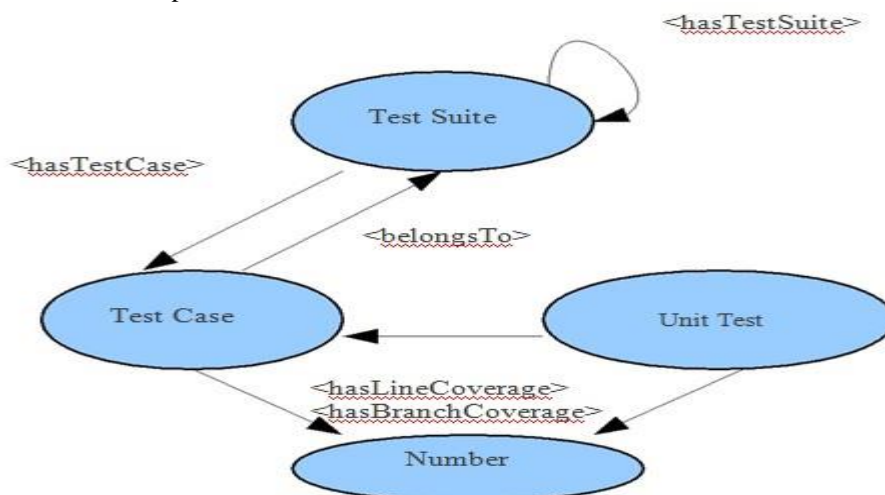 <hasTestSuite>
Test Suite
<hasTestCase>
<belongsTo>
Test Case
Unit Test
<hasLineCoverage>
<hasBranchCoverage>
Number